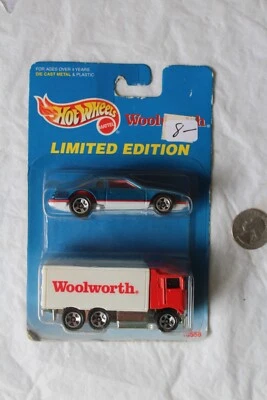 FOR AGES OVER 4 YEARS
DIE CAST METAL & PLASTIC
Hot Wheels
MATTEL
Woolworth.
8-
LIMITED EDITION
Woolworth.